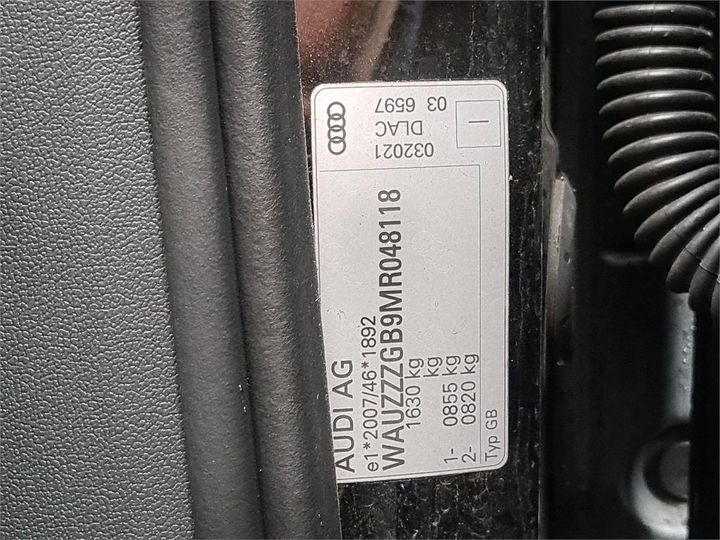 AUDI AG
e1*2007/46*1892
WAUZZZGB9MR048118
1630 kg
kg
1- 0855 kg
2- 0820 kg
Typ GB
032021
DLAC
03 6597
I